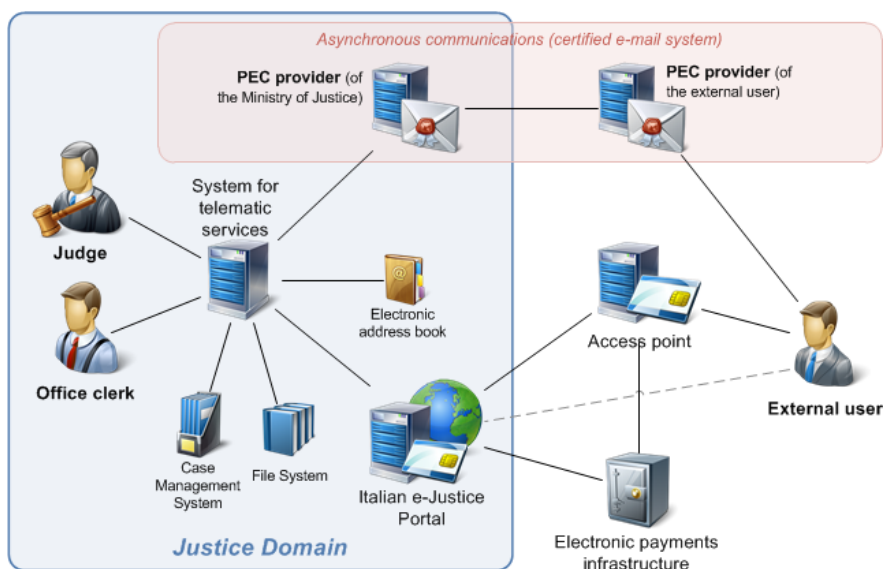 Asynchronous communications (certified e-mail system)
PEC provider (of
the Ministry of Justice)
PEC provider (of
the external user)
System for
telematic
services
Judge
Electronic
address book
Office clerk
Access point
External user
Case
Management
System
File System
Italian e-Justice
Portal
Electronic payments
infrastructure
Justice Domain